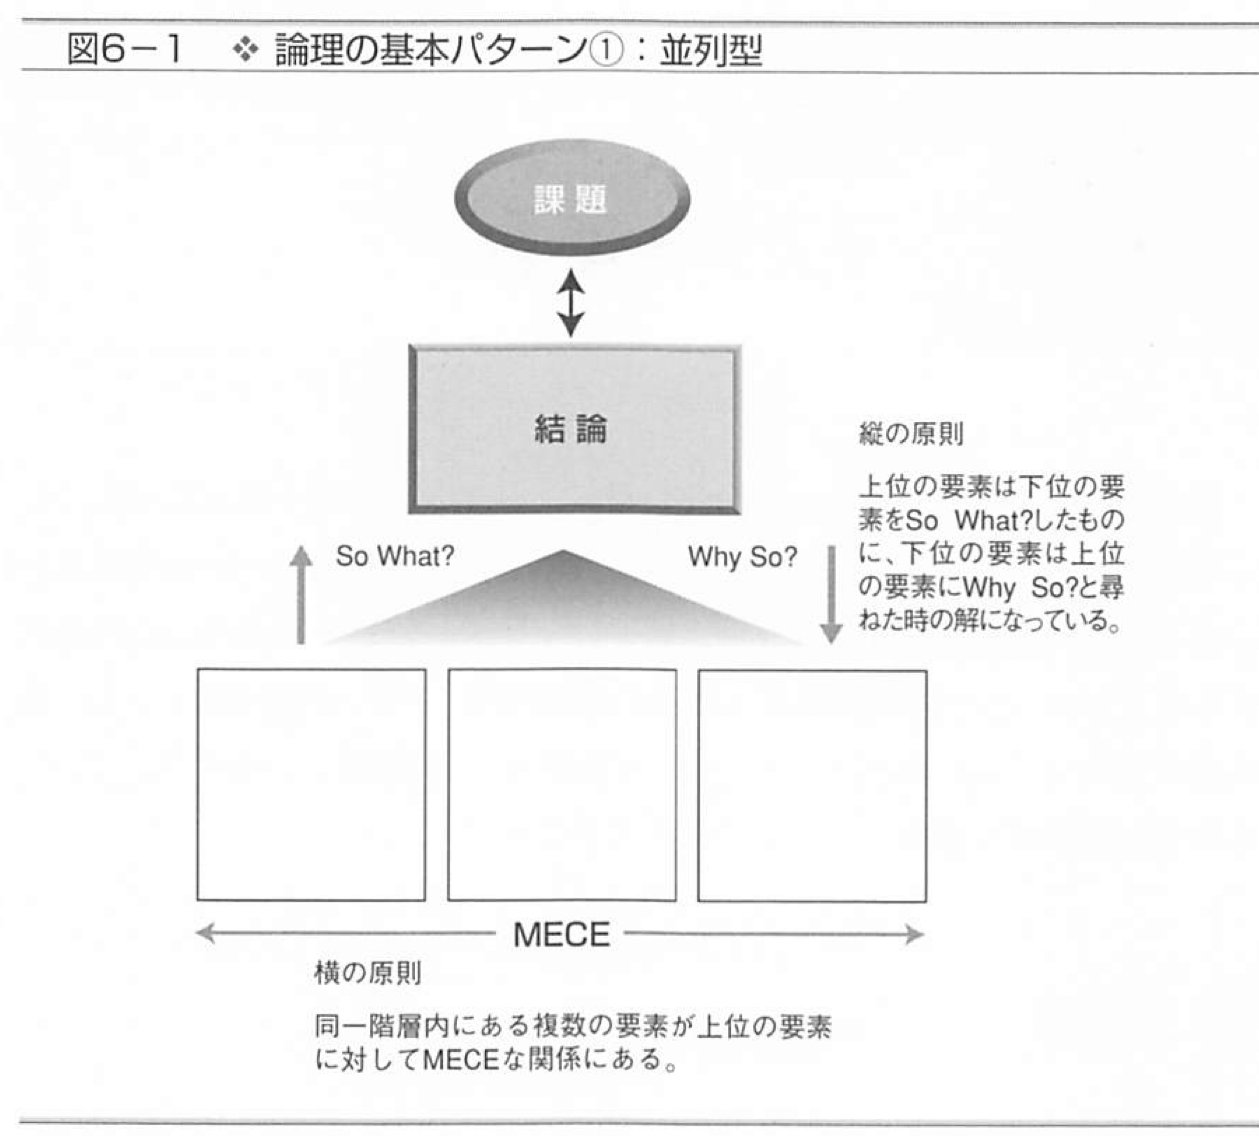 図6－1 ❖ 論理の基本パターン①：並列型
課題
結論
縦の原則
上位の要素は下位の要
素をSo What?したもの
に、下位の要素は上位
の要素にWhy So?と尋
ねた時の解になっている。
So What?
Why So?
MECE
横の原則
同一階層内にある複数の要素が上位の要素
に対してMECEな関係にある。